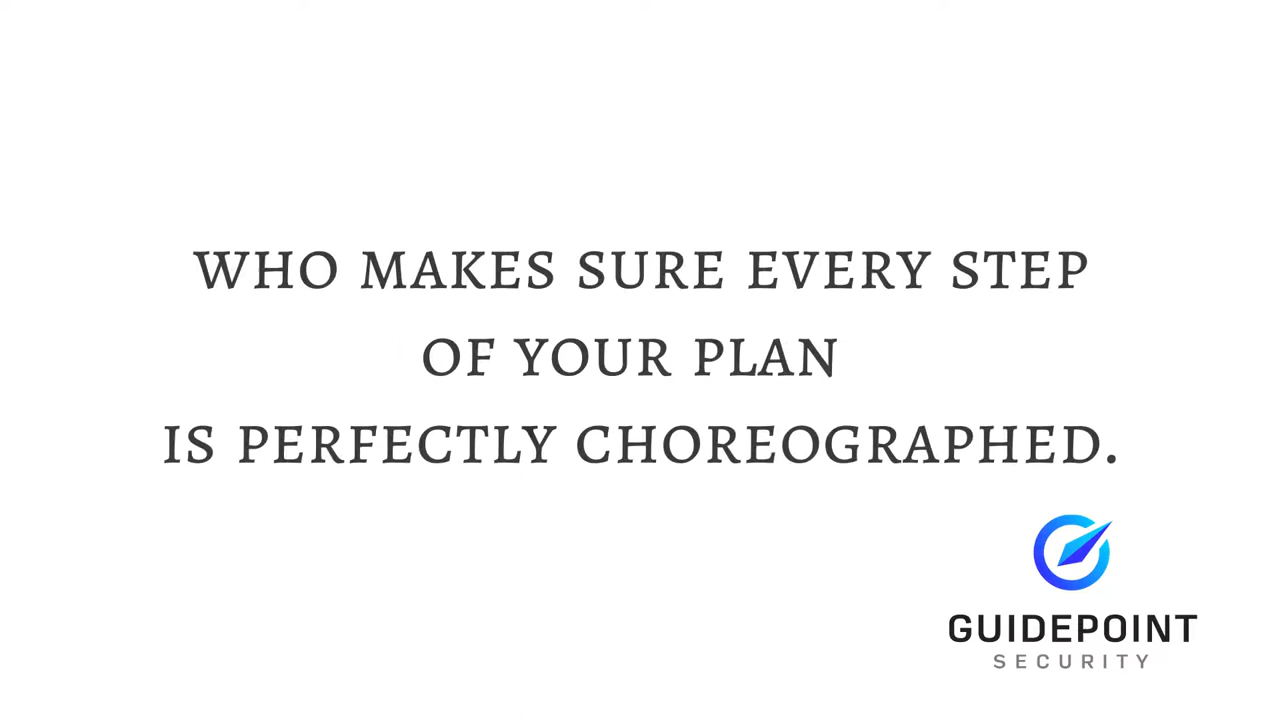 WHO MAKES SURE EVERY STEP
OF YOUR PLAN
IS PERFECTLY CHOREOGRAPHED.
GUIDEPOINT
SECURITY